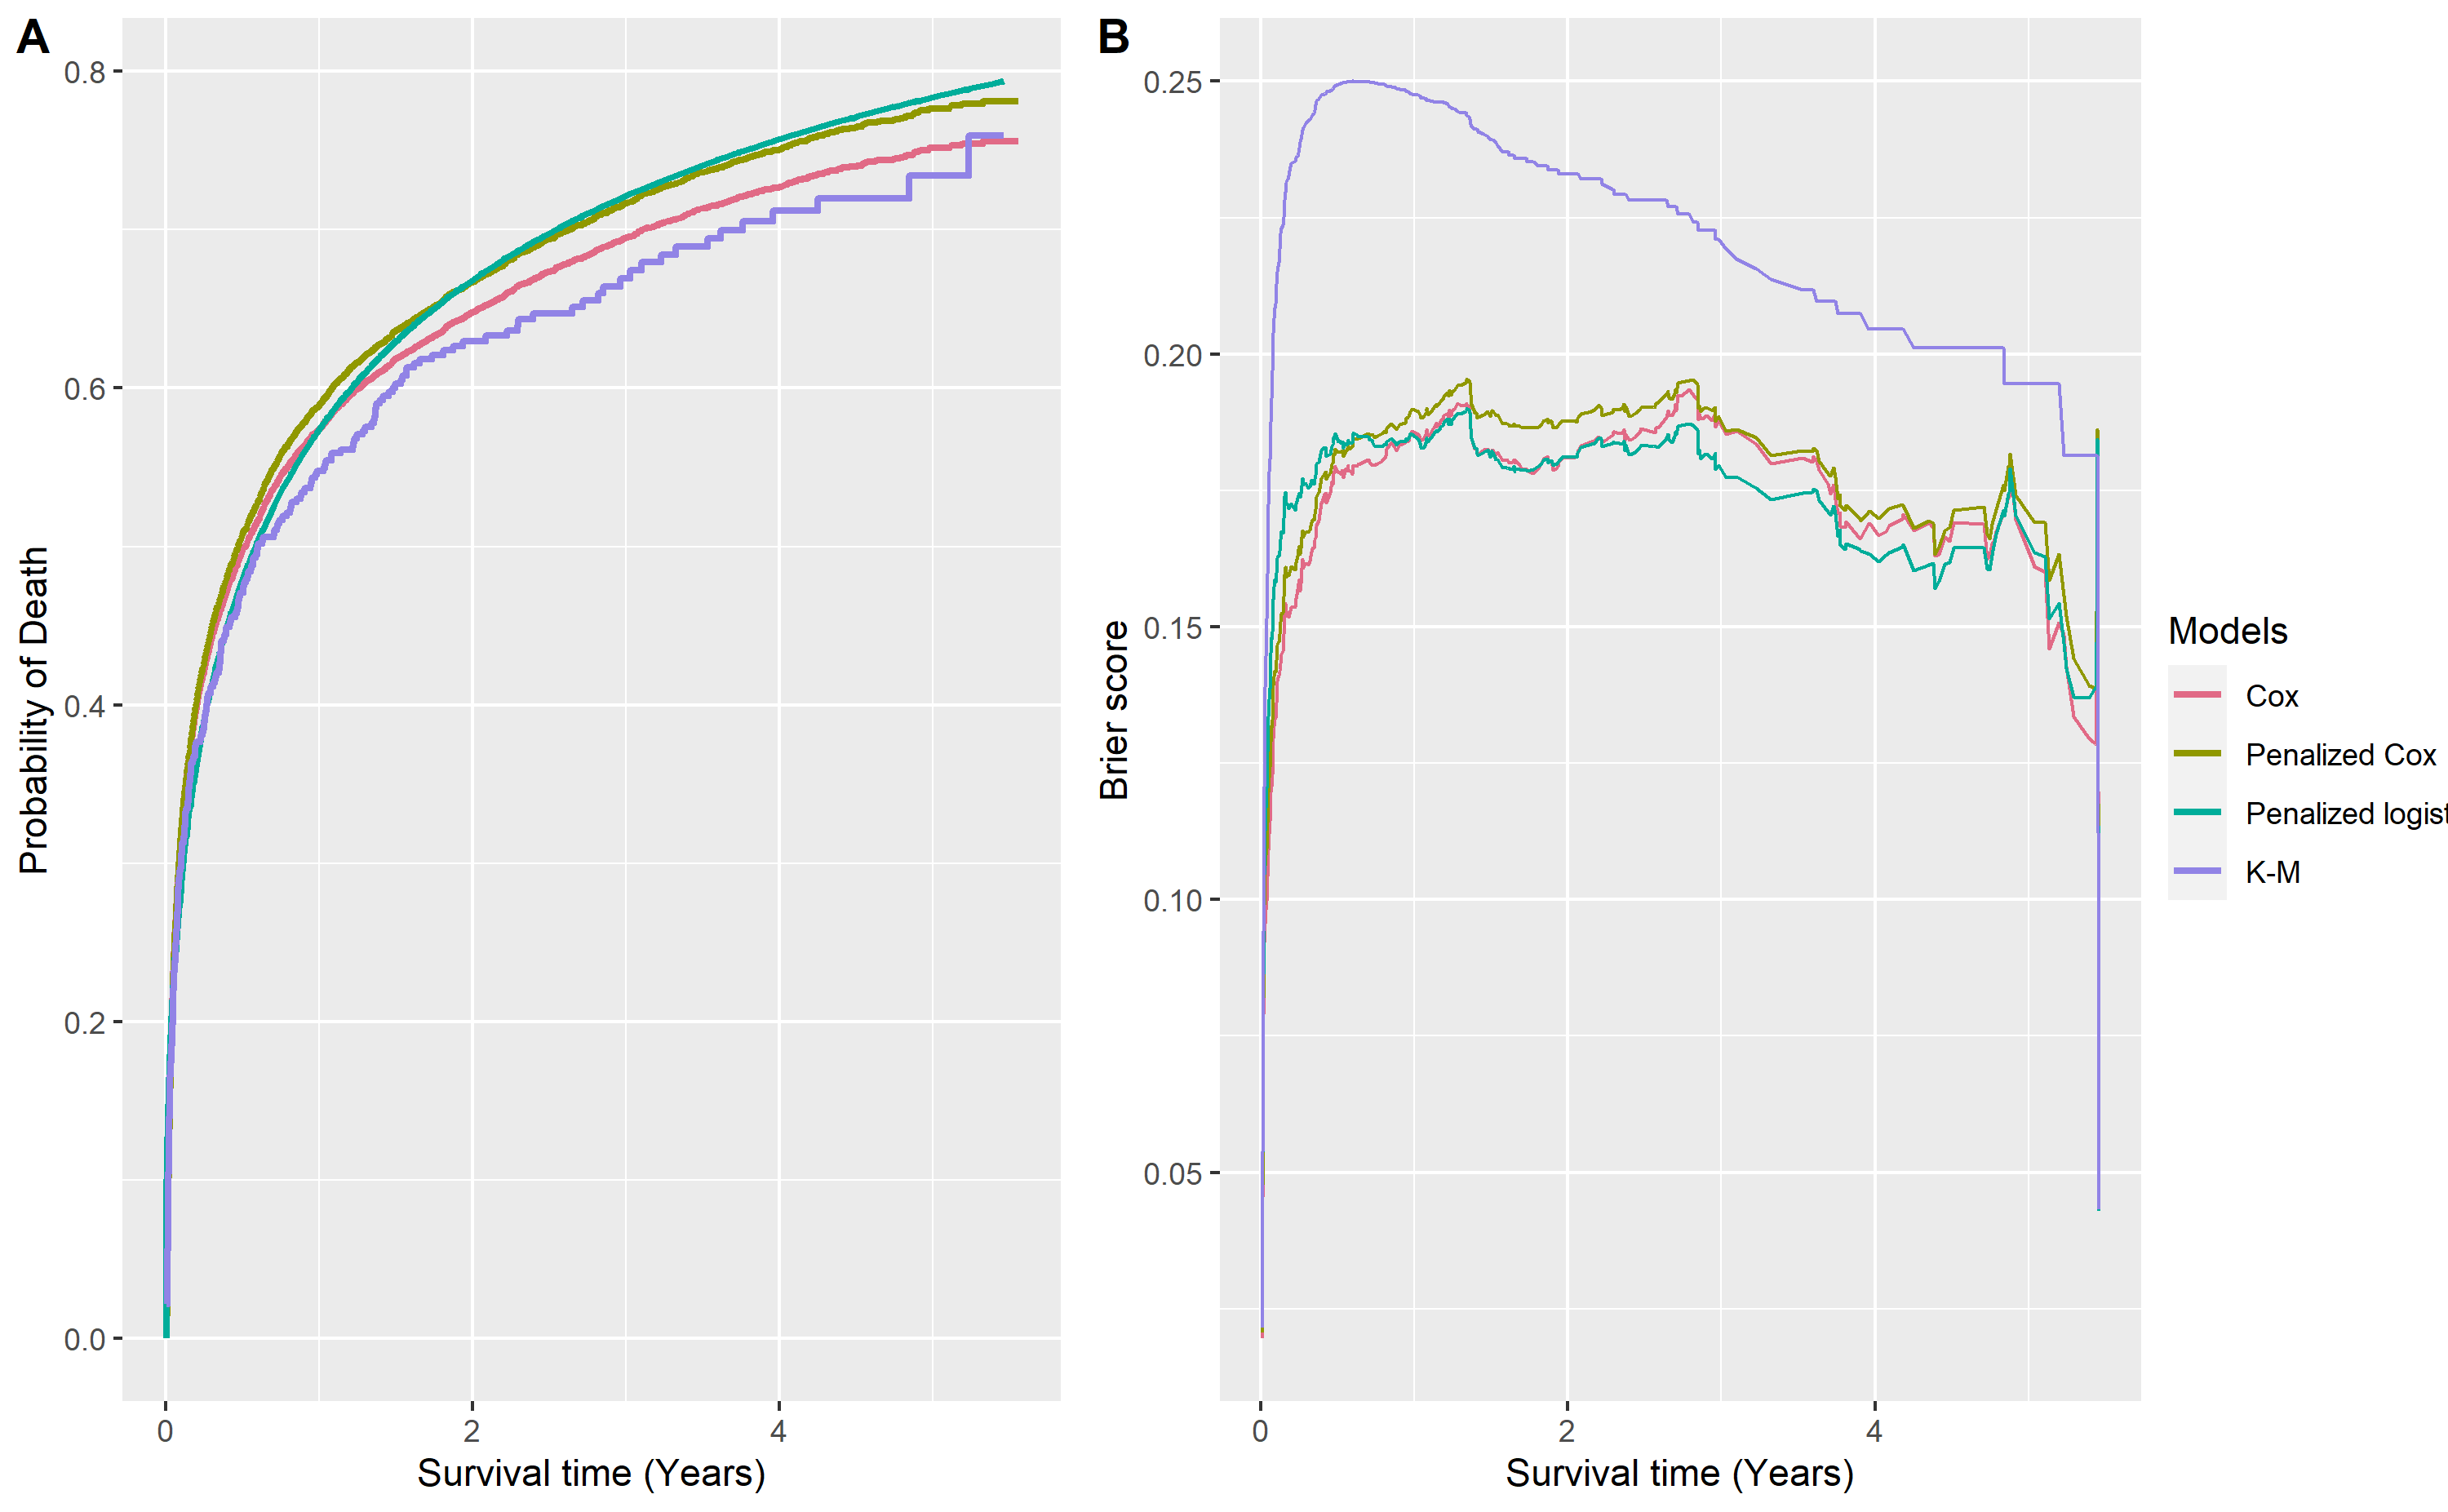 A
0.8
0.6
0.4
0.2
0.0
Probability of Death
0
2
4
Survival time (Years)
B
0.25
0.20
0.15
0.10
0.05
Brier score
0
2
4
Survival time (Years)
Models
Cox
Penalized Cox
Penalized logist
K-M